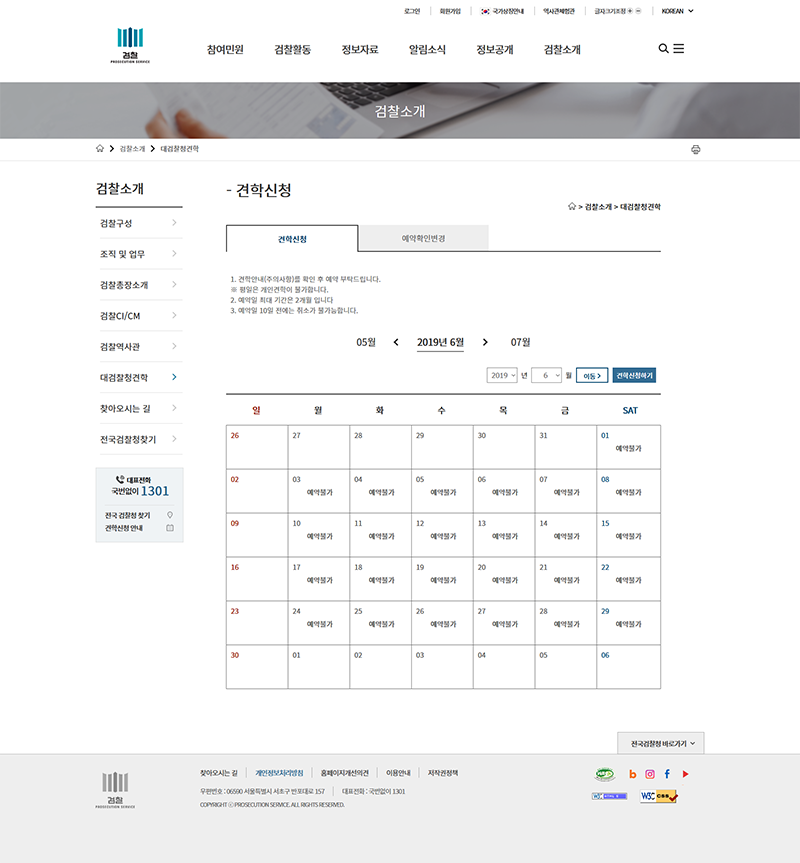 로그인 회원가입 국가상징안내 역사관체험관 글자크기조정 KOREAN
검찰
PROSECUTION SERVICE
참여민원 검찰활동 정보자료 알림소식 정보공개 검찰소개
검찰소개
검찰소개 대검찰청견학
검찰소개
검찰구성
조직 및 업무
검찰총장소개
검찰CI/CM
검찰역사관
대검찰청견학
찾아오시는 길
전국검찰청찾기
대표전화
국번없이 1301
전국 검찰청 찾기
견학신청 안내
- 견학신청
> 검찰소개 > 대검찰청견학
견학신청 예약확인변경
1. 견학안내(주의사항)를 확인 후 예약 부탁드립니다.
※ 평일은 개인견학이 불가합니다.
2. 예약일 최대 기간은 2개월 입니다
3. 예약일 10일 전에는 취소가 불가능합니다.
05월 2019년 6월 07월
2019 년 6 월 이동 견학신청하기
일 월 화 수 목 금 SAT
26 27 28 29 30 31 01
예약불가
02 03 04 05 06 07 08
예약불가 예약불가 예약불가 예약불가 예약불가 예약불가
09 10 11 12 13 14 15
예약불가 예약불가 예약불가 예약불가 예약불가 예약불가
16 17 18 19 20 21 22
예약불가 예약불가 예약불가 예약불가 예약불가 예약불가
23 24 25 26 27 28 29
예약불가 예약불가 예약불가 예약불가 예약불가 예약불가
30 01 02 03 04 05 06
전국검찰청 바로가기
검찰
PROSECUTION SERVICE
찾아오시는 길 개인정보처리방침 홈페이지개선의견 이용안내 저작권정책
우편번호 : 06590 서울특별시 서초구 반포대로 157 대표전화 : 국번없이 1301
COPYRIGHT ⓒ PROSECUTION SERVICE. ALL RIGHTS RESERVED.
W3C
W3C css